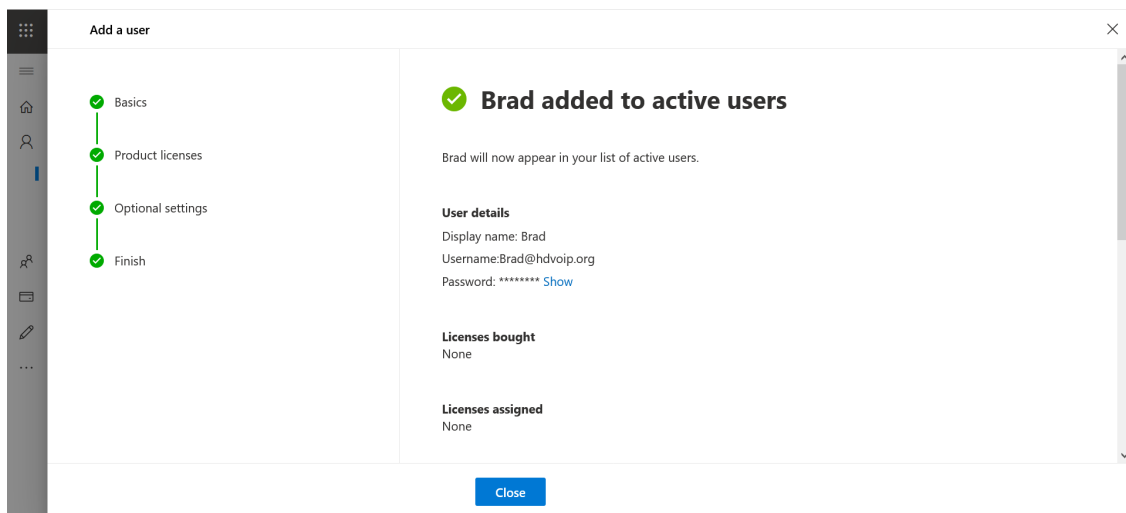 Add a user
Basics
Product licenses
Optional settings
Finish
Brad added to active users
Brad will now appear in your list of active users.
User details
Display name: Brad
Username:Brad@hdvoip.org
Password: ******** Show
Licenses bought
None
Licenses assigned
None
Close